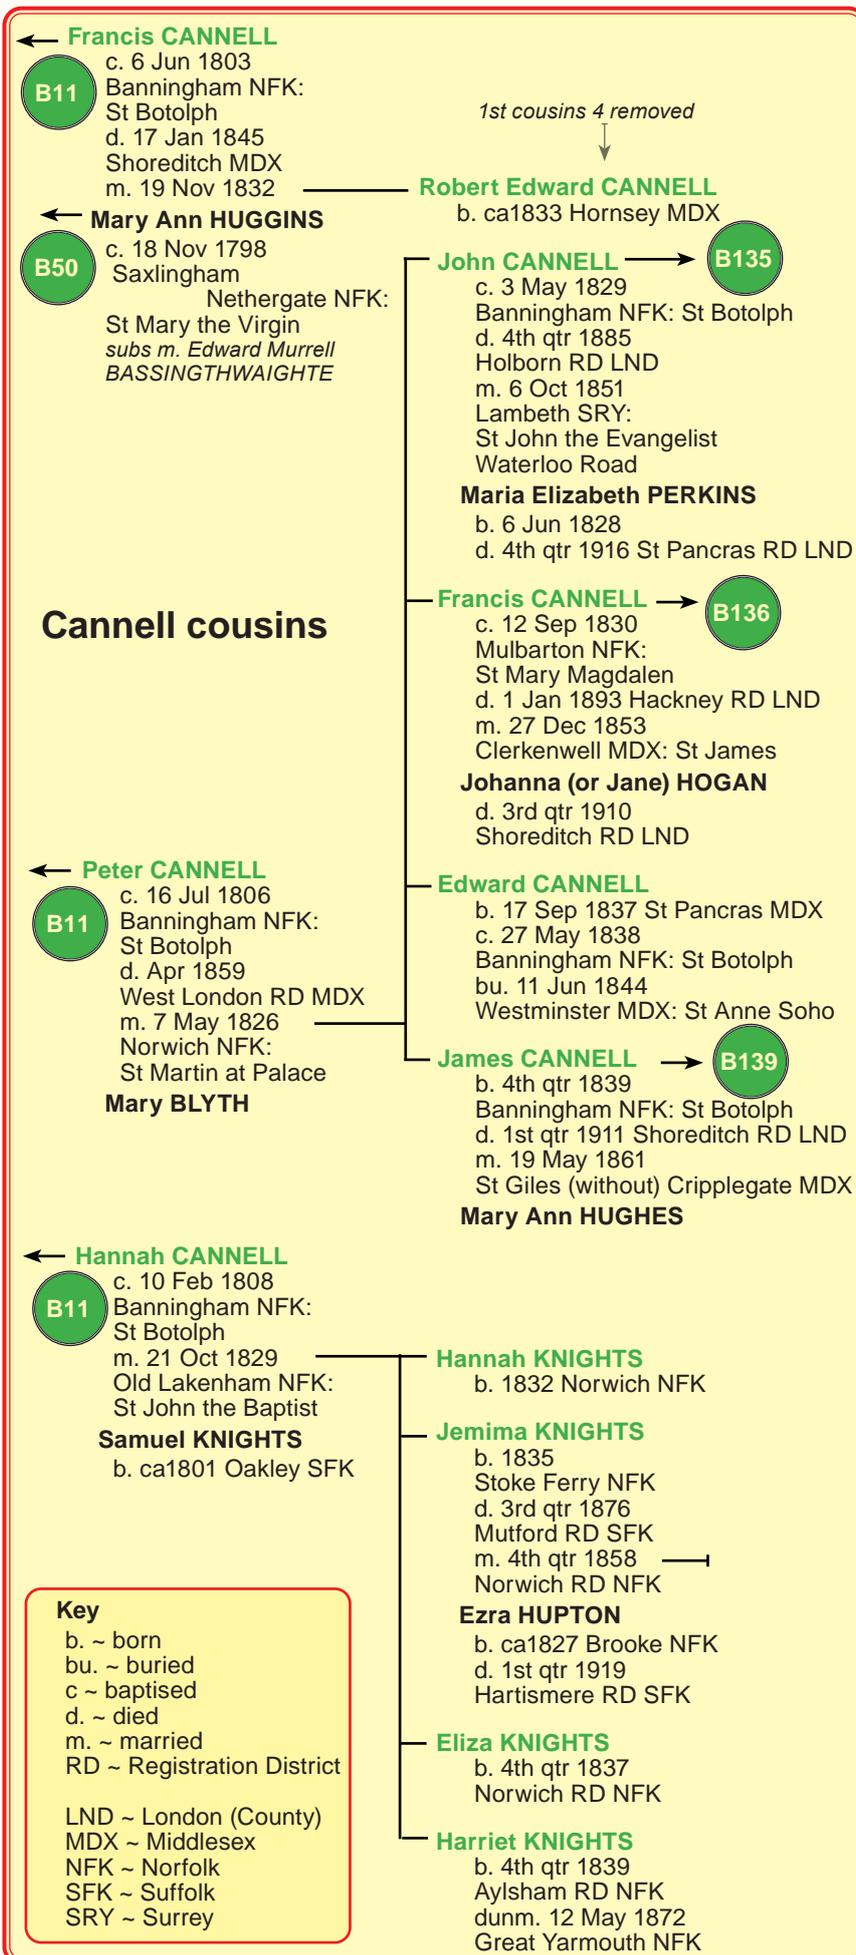 Francis CANNELL
B11
c. 6 Jun 1803
Banningham NFK:
St Botolph
d. 17 Jan 1845
Shoreditch MDX
m. 19 Nov 1832
Mary Ann HUGGINS
B50
c. 18 Nov 1798
Saxlingham
Nethergate NFK:
St Mary the Virgin
subs m. Edward Murrell
BASSINGTHWAIGHTE
1st cousins 4 removed
Robert Edward CANNELL
b. ca1833 Hornsey MDX
John CANNELL
B135
c. 3 May 1829
Banningham NFK: St Botolph
d. 4th qtr 1885
Holborn RD LND
m. 6 Oct 1851
Lambeth SRY:
St John the Evangelist
Waterloo Road
Maria Elizabeth PERKINS
b. 6 Jun 1828
d. 4th qtr 1916 St Pancras RD LND
Cannell cousins
Francis CANNELL
B136
c. 12 Sep 1830
Mulbarton NFK:
St Mary Magdalen
d. 1 Jan 1893 Hackney RD LND
m. 27 Dec 1853
Clerkenwell MDX: St James
Johanna (or Jane) HOGAN
d. 3rd qtr 1910
Shoreditch RD LND
Peter CANNELL
B11
c. 16 Jul 1806
Banningham NFK:
St Botolph
d. Apr 1859
West London RD MDX
m. 7 May 1826
Norwich NFK:
St Martin at Palace
Mary BLYTH
Edward CANNELL
b. 17 Sep 1837 St Pancras MDX
c. 27 May 1838
Banningham NFK: St Botolph
bu. 11 Jun 1844
Westminster MDX: St Anne Soho
James CANNELL
B139
b. 4th qtr 1839
Banningham NFK: St Botolph
d. 1st qtr 1911 Shoreditch RD LND
m. 19 May 1861
St Giles (without) Cripplegate MDX
Mary Ann HUGHES
Hannah CANNELL
B11
c. 10 Feb 1808
Banningham NFK:
St Botolph
m. 21 Oct 1829
Old Lakenham NFK:
St John the Baptist
Samuel KNIGHTS
b. ca1801 Oakley SFK
Hannah KNIGHTS
b. 1832 Norwich NFK
Jemima KNIGHTS
b. 1835
Stoke Ferry NFK
d. 3rd qtr 1876
Mutford RD SFK
m. 4th qtr 1858
Norwich RD NFK
Ezra HUPTON
b. ca1827 Brooke NFK
d. 1st qtr 1919
Hartismere RD SFK
Eliza KNIGHTS
b. 4th qtr 1837
Norwich RD NFK
Harriet KNIGHTS
b. 4th qtr 1839
Aylsham RD NFK
dunm. 12 May 1872
Great Yarmouth NFK
Key
b. ~ born
bu. ~ buried
c ~ baptised
d. ~ died
m. ~ married
RD ~ Registration District
LND ~ London (County)
MDX ~ Middlesex
NFK ~ Norfolk
SFK ~ Suffolk
SRY ~ Surrey